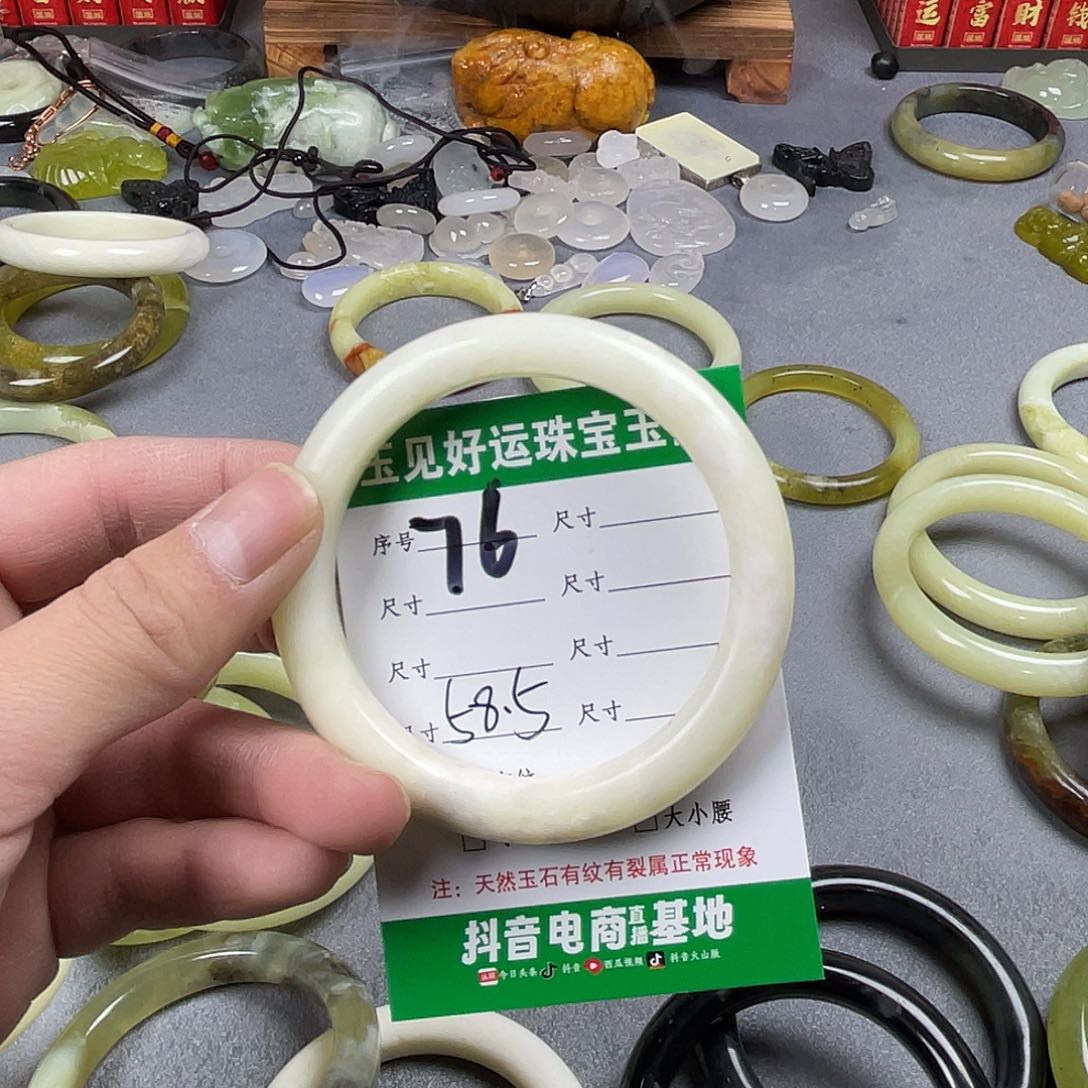 运 富 财 钱
玉见好运珠宝玉
序号 76 尺寸
尺寸 尺寸
尺寸 尺寸
尺寸 58.5 尺寸
大小腰
注：天然玉石有纹有裂属正常现象
抖音电商直播基地
今日头条 抖音 西瓜视频 抖音火山版